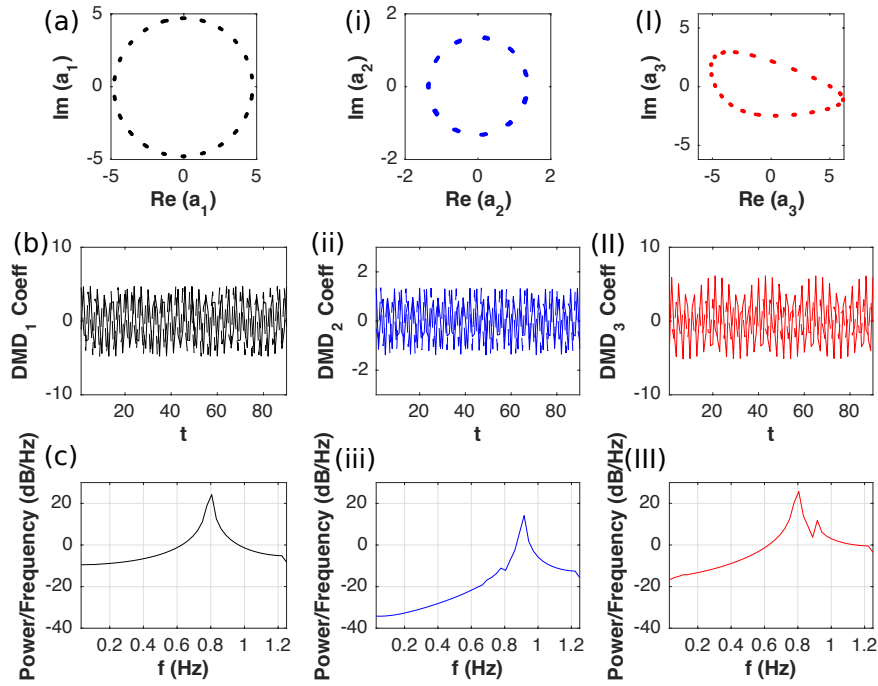 (a)
(i)
(I)
5
0
-5
Im (a1)
-5 0 5
Re (a1)
2
0
-2
Im (a2)
-2 0 2
Re (a2)
5
0
-5
Im (a3)
-5 0 5
Re (a3)
(b)
(ii)
(II)
10
0
-10
DMD1 Coeff
20 40 60 80
t
3
2
0
-2
-3
DMD2 Coeff
20 40 60 80
t
10
0
-10
DMD3 Coeff
20 40 60 80
t
(c)
(iii)
(III)
20
0
-20
-40
Power/Frequency (dB/Hz)
0.2 0.4 0.6 0.8 1 1.2
f (Hz)
20
0
-20
-40
Power/Frequency (dB/Hz)
0.2 0.4 0.6 0.8 1 1.2
f (Hz)
20
0
-20
-40
Power/Frequency (dB/Hz)
0.2 0.4 0.6 0.8 1 1.2
f (Hz)